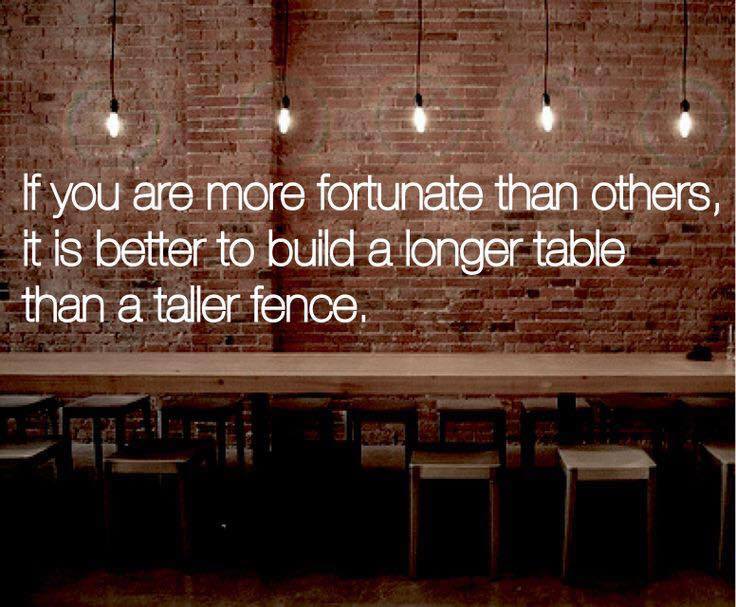 If you are more fortunate than others,
it is better to build a longer table
than a taller fence.